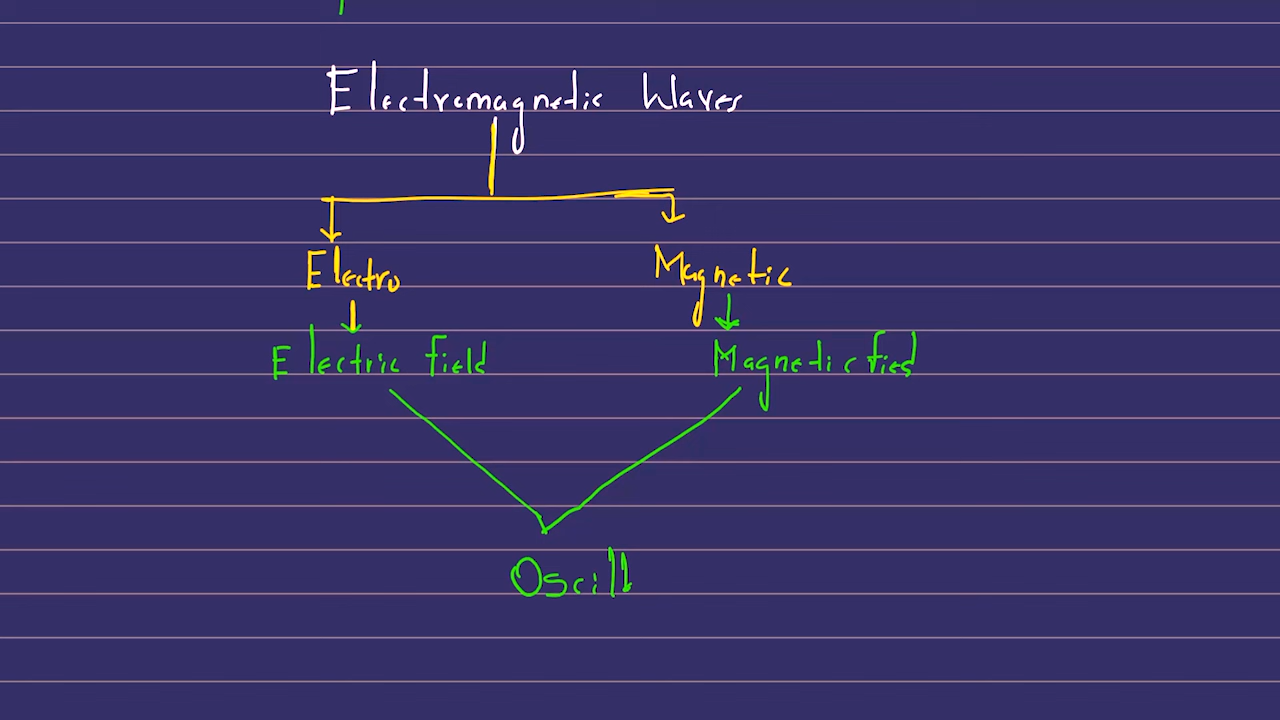 Electromagnetic Waves
Electro
Magnetic
Electric field
Magnetic field
Oscill